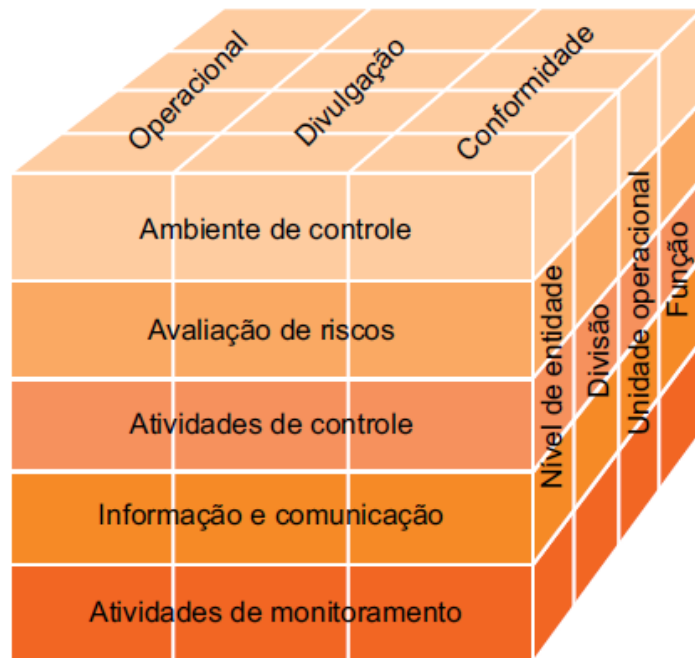 Operacional
Divulgação
Conformidade
Ambiente de controle
Avaliação de riscos
Atividades de controle
Informação e comunicação
Atividades de monitoramento
Nível de entidade
Divisão
Unidade operacional
Função